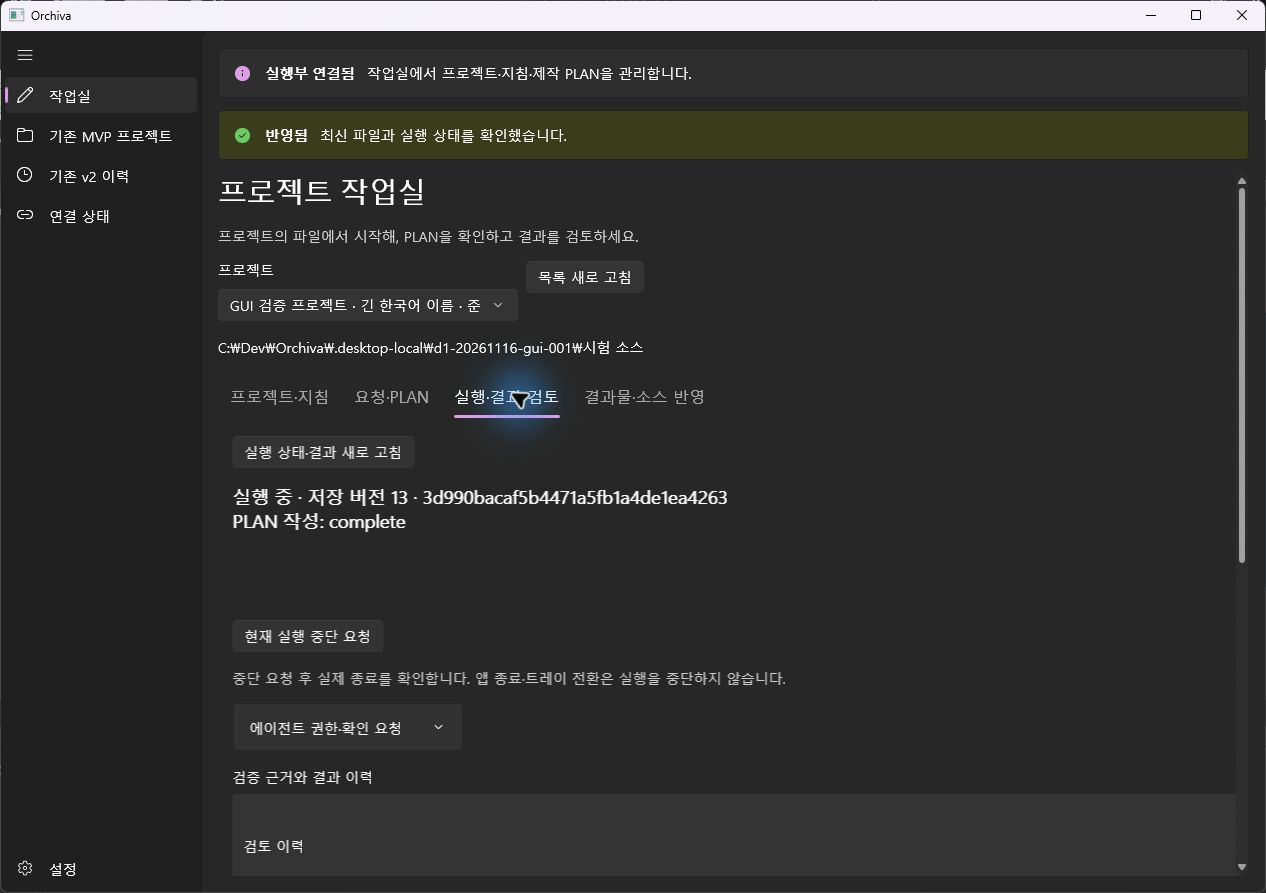 Orchiva
작업실
기존 MVP 프로젝트
기존 v2 이력
연결 상태
설정
실행부 연결됨 작업실에서 프로젝트·지침·제작 PLAN을 관리합니다.
반영됨 최신 파일과 실행 상태를 확인했습니다.
프로젝트 작업실
프로젝트의 파일에서 시작해, PLAN을 확인하고 결과를 검토하세요.
프로젝트
목록 새로 고침
GUI 검증 프로젝트 · 긴 한국어 이름 · 준
C:₩Dev₩Orchiva₩.desktop-local₩d1-20261116-gui-001₩시험 소스
프로젝트·지침 요청·PLAN 실행·결과·검토 결과물·소스 반영
실행 상태·결과 새로 고침
실행 중 · 저장 버전 13 · 3d990bacaf5b4471a5fb1a4de1ea4263
PLAN 작성: complete
현재 실행 중단 요청
중단 요청 후 실제 종료를 확인합니다. 앱 종료·트레이 전환은 실행을 중단하지 않습니다.
에이전트 권한·확인 요청
검증 근거와 결과 이력
검토 이력